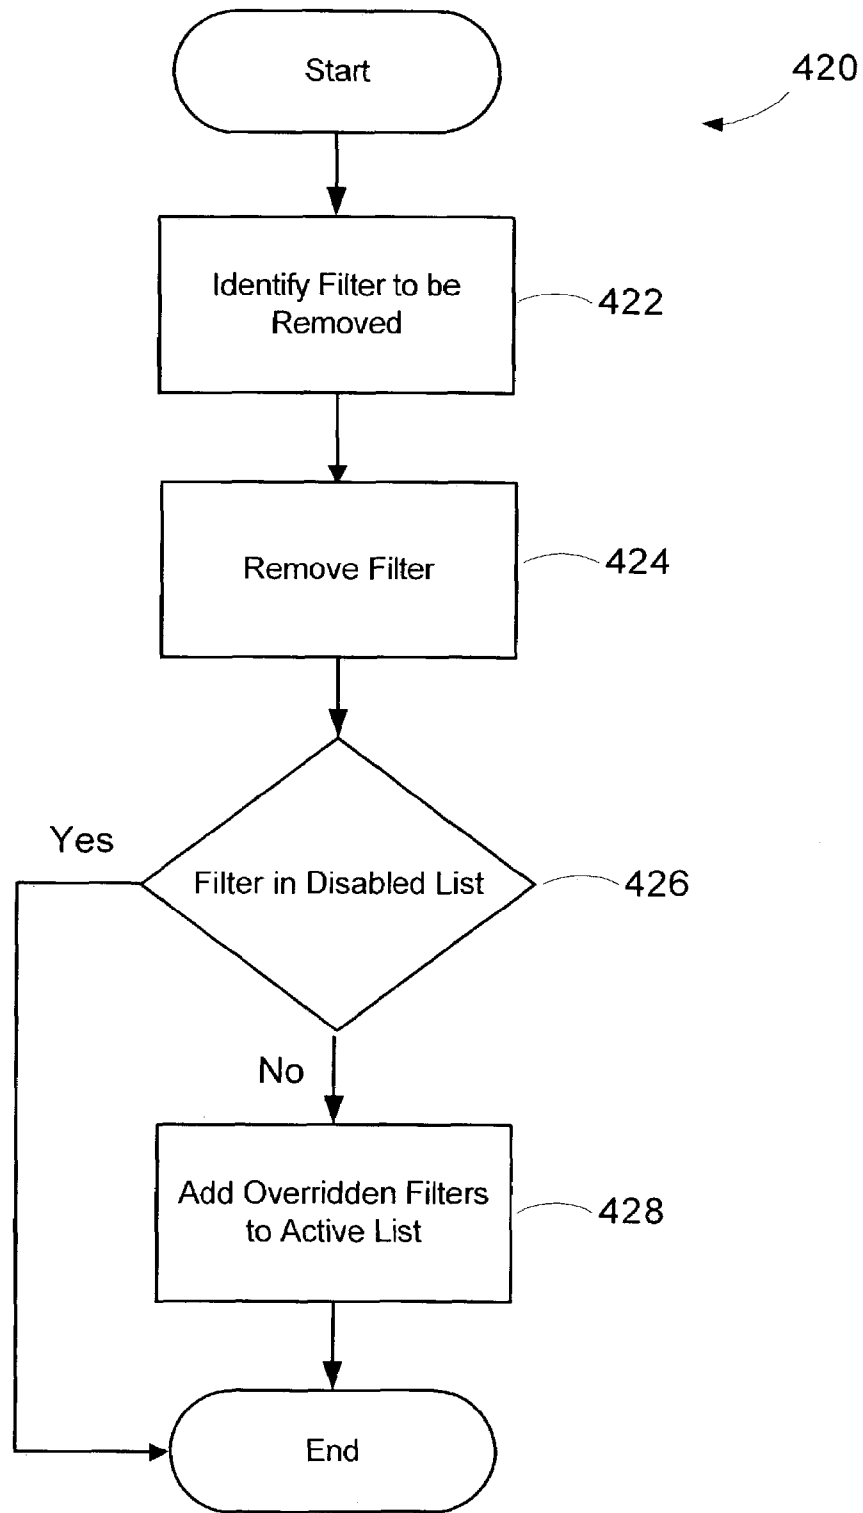 Start
420
Identify Filter to be
Removed
422
Remove Filter
424
Yes
Filter in Disabled List
426
No
Add Overridden Filters
to Active List
428
End